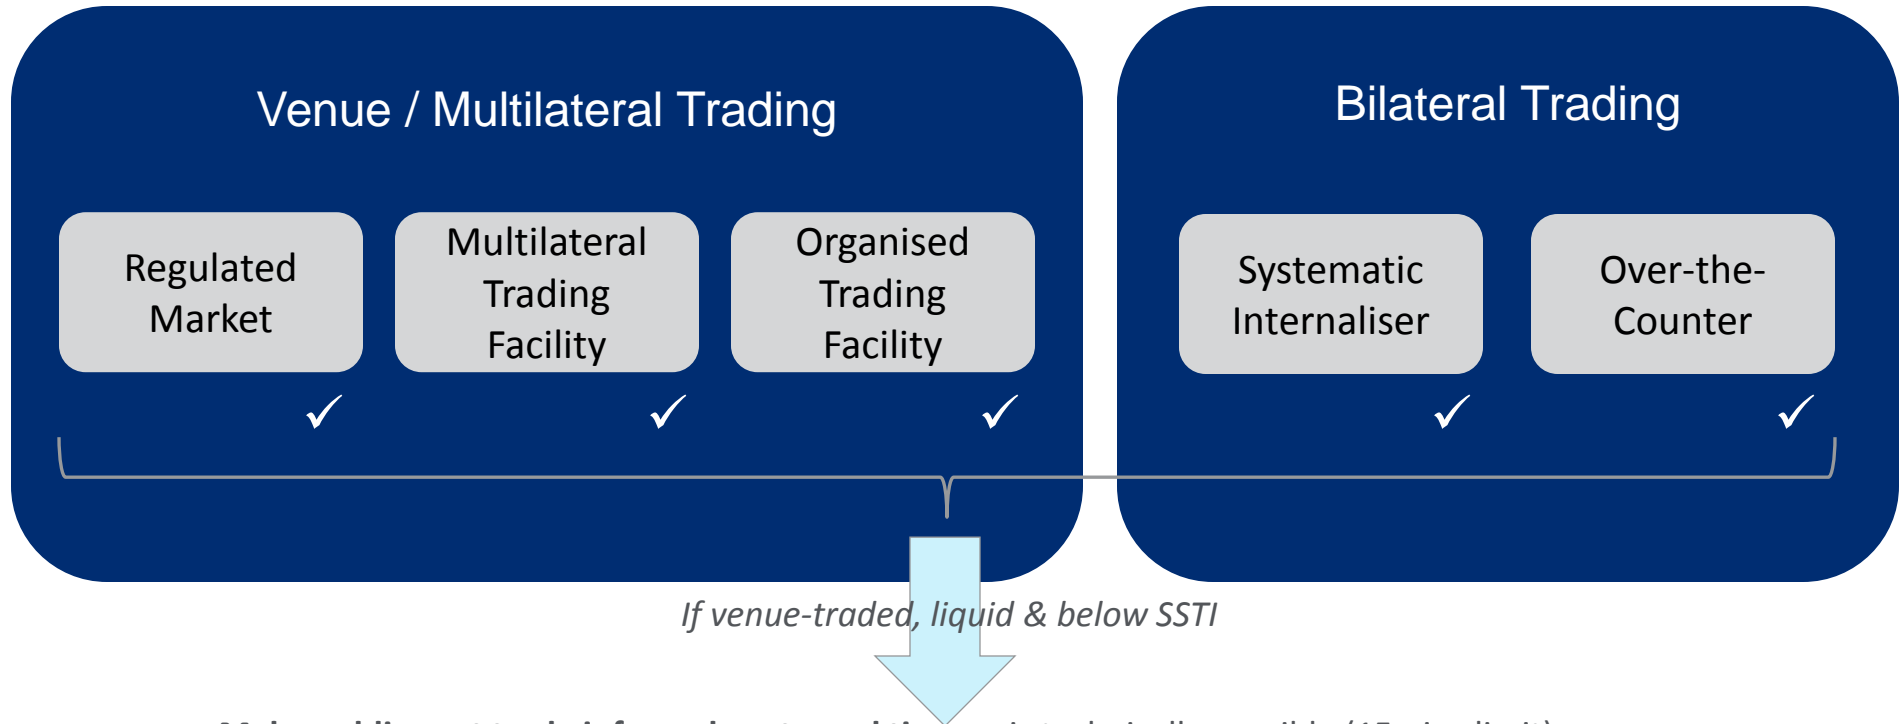 Venue / Multilateral Trading
Bilateral Trading
Regulated
Market
Multilateral
Trading
Facility
Organised
Trading
Facility
Systematic
Internaliser
Over-the-
Counter
If venue-traded, liquid & below SSTI